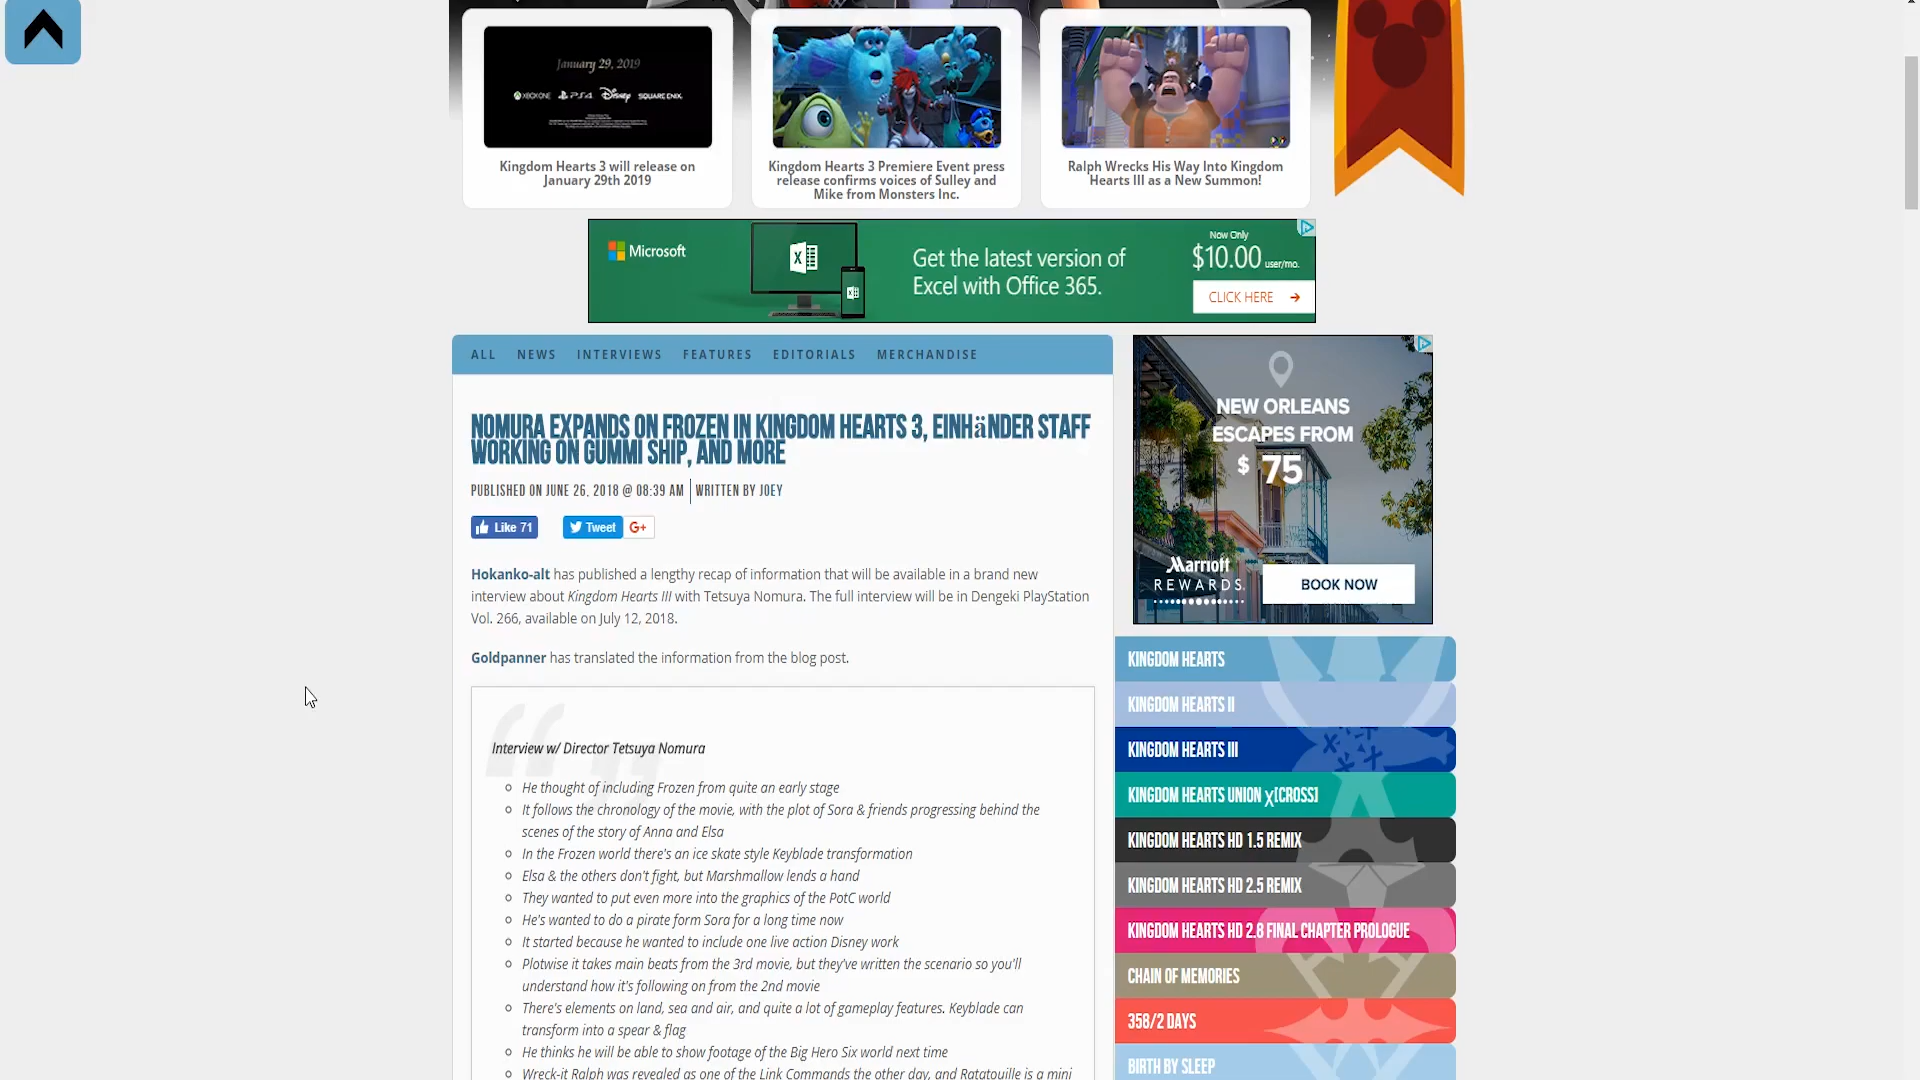 January 29, 2019
XBOX ONE PS4 Disney SQUARE ENIX
Kingdom Hearts 3 will release on
January 29th 2019
Kingdom Hearts 3 Premiere Event press
release confirms voices of Sulley and
Mike from Monsters Inc.
Ralph Wrecks His Way Into Kingdom
Hearts III as a New Summon!
Microsoft
Get the latest version of
Excel with Office 365.
Now Only
$10.00 user/mo.
CLICK HERE
ALL NEWS INTERVIEWS FEATURES EDITORIALS MERCHANDISE
NOMURA EXPANDS ON FROZEN IN KINGDOM HEARTS 3, EINHäNDER STAFF
WORKING ON GUMMI SHIP, AND MORE
PUBLISHED ON JUNE 26, 2018 @ 08:39 AM WRITTEN BY JOEY
Like 71 Tweet G+
Hokanko-alt has published a lengthy recap of information that will be available in a brand new
interview about Kingdom Hearts III with Tetsuya Nomura. The full interview will be in Dengeki PlayStation
Vol. 266, available on July 12, 2018.
Goldpanner has translated the information from the blog post.
Interview w/ Director Tetsuya Nomura
He thought of including Frozen from quite an early stage
It follows the chronology of the movie, with the plot of Sora & friends progressing behind the
scenes of the story of Anna and Elsa
In the Frozen world there's an ice skate style Keyblade transformation
Elsa & the others don't fight, but Marshmallow lends a hand
They wanted to put even more into the graphics of the PotC world
He's wanted to do a pirate form Sora for a long time now
It started because he wanted to include one live action Disney work
Plotwise it takes main beats from the 3rd movie, but they've written the scenario so you'll
understand how it's following on from the 2nd movie
There's elements on land, sea and air, and quite a lot of gameplay features. Keyblade can
transform into a spear & flag
He thinks he will be able to show footage of the Big Hero Six world next time
Wreck-it Ralph was revealed as one of the Link Commands the other day, and Ratatouille is a mini
NEW ORLEANS
ESCAPES FROM
$ 75
Marriott
REWARDS.
BOOK NOW
KINGDOM HEARTS
KINGDOM HEARTS II
KINGDOM HEARTS III
KINGDOM HEARTS UNION χ[CROSS]
KINGDOM HEARTS HD 1.5 REMIX
KINGDOM HEARTS HD 2.5 REMIX
KINGDOM HEARTS HD 2.8 FINAL CHAPTER PROLOGUE
CHAIN OF MEMORIES
358/2 DAYS
BIRTH BY SLEEP